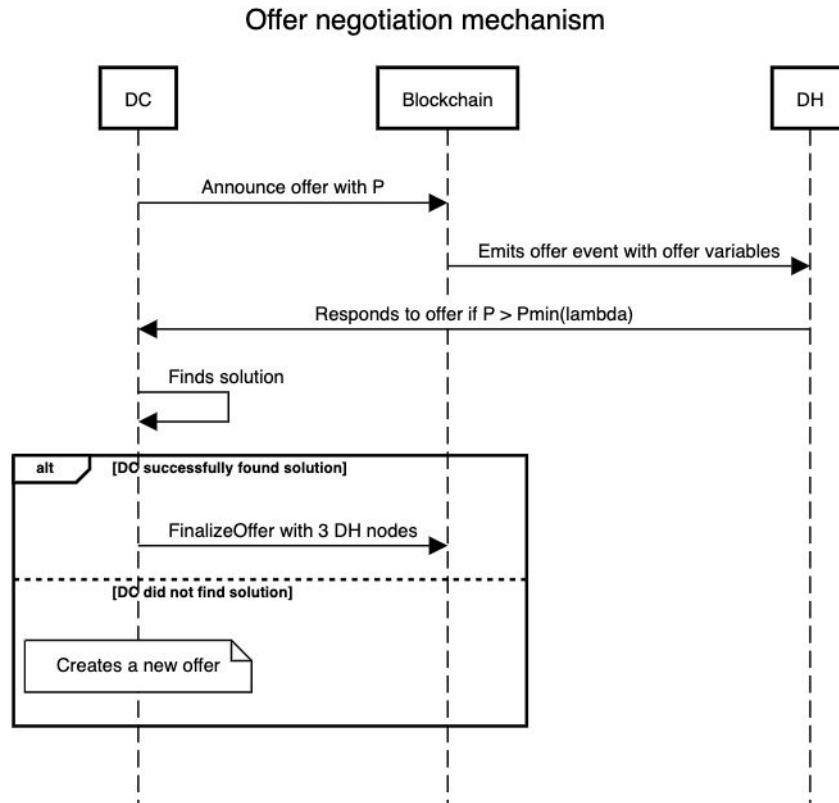 Offer negotiation mechanism
DC
Blockchain
DH
Announce offer with P
Emits offer event with offer variables
Responds to offer if P > Pmin(lambda)
Finds solution
alt
[DC successfully found solution]
FinalizeOffer with 3 DH nodes
[DC did not find solution]
Creates a new offer